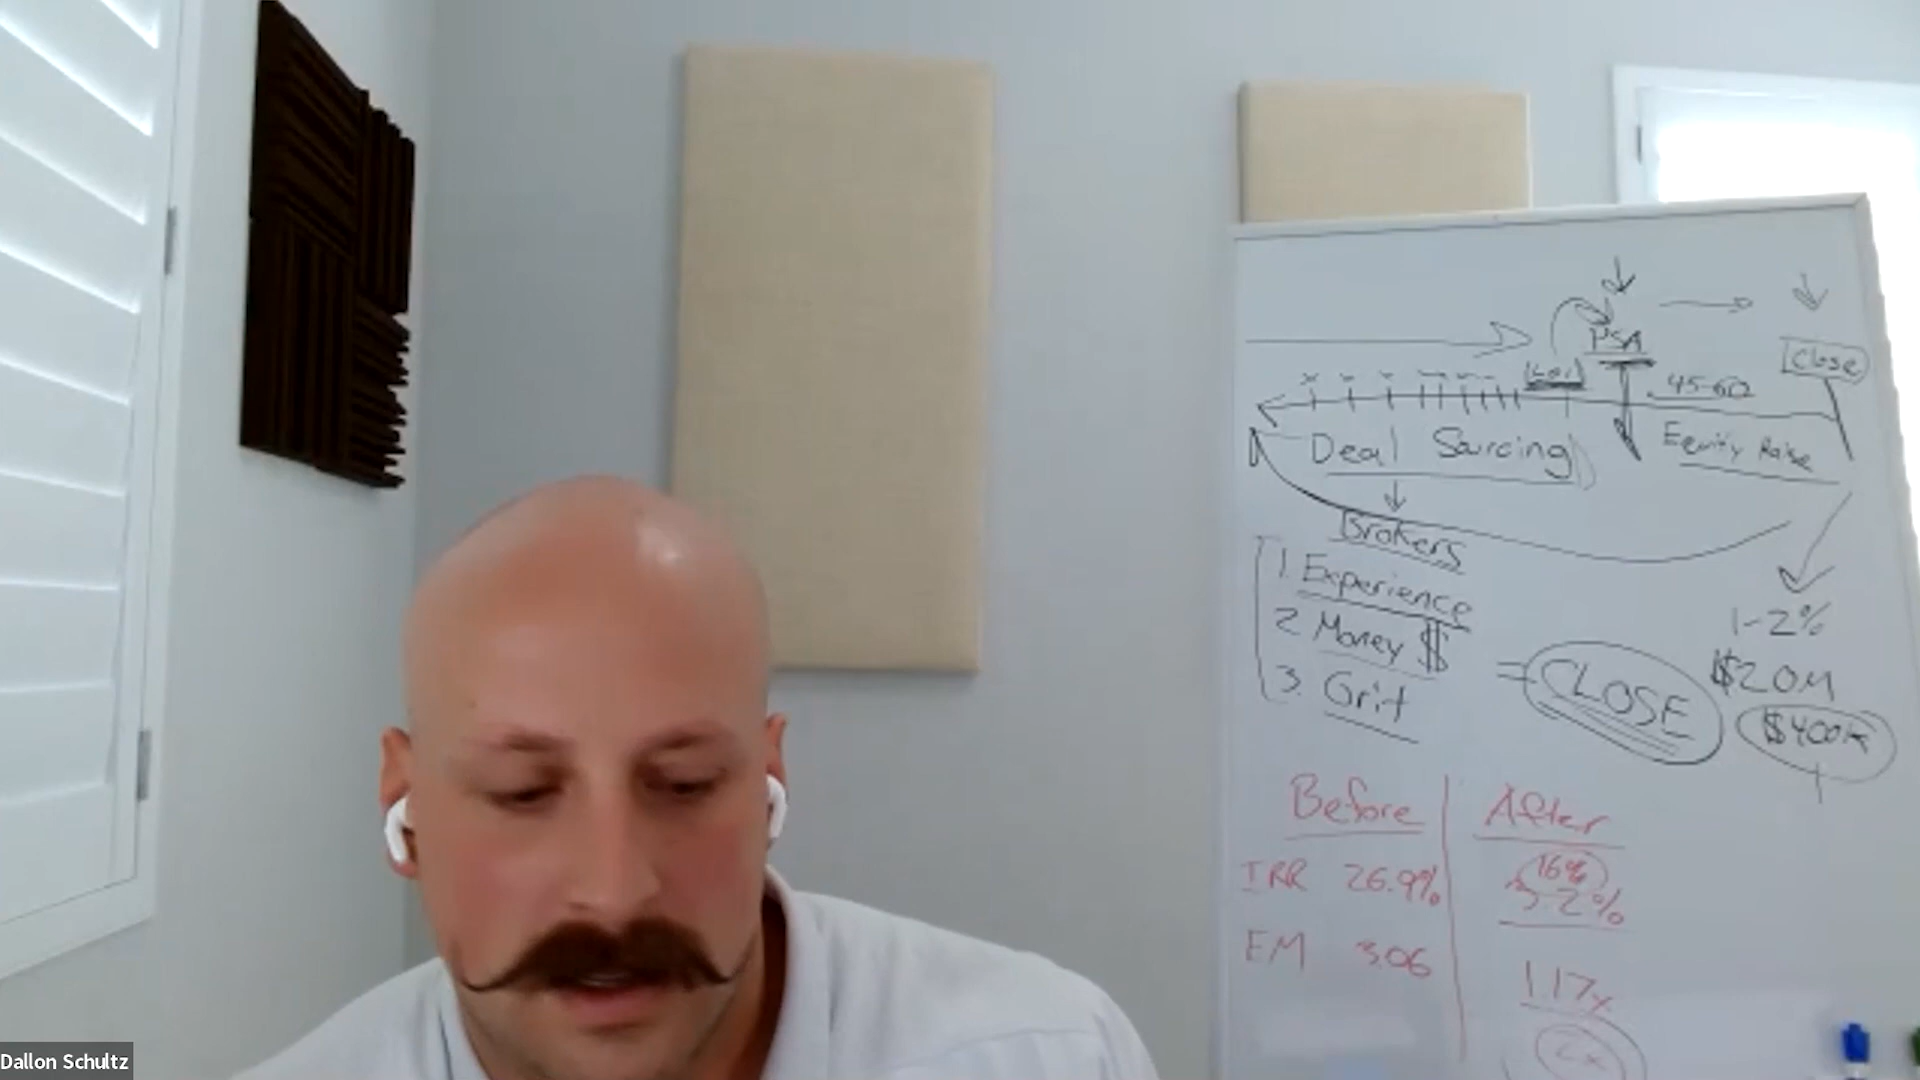 PSA
LOI
Close
45-60
Deal Sourcing
Equity Raise
Brokers
1. Experience
2 Money $
3. Grit
= CLOSE
1-2%
$20M
$400k
Before
After
IRR 26.9%
16%
3.2%
EM 3.06
1.17x
2x
Dallon Schultz